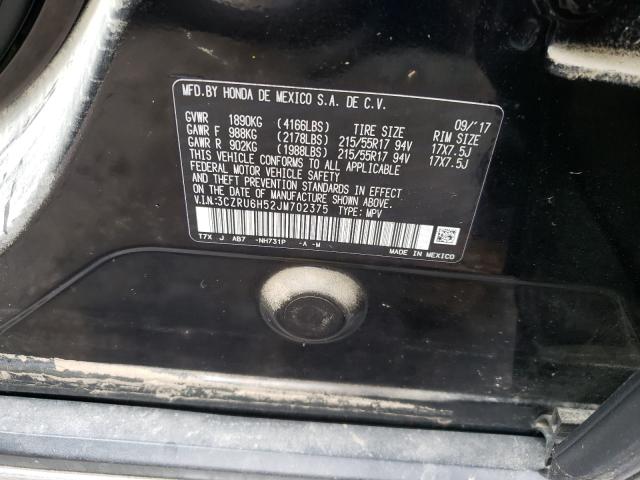 MFD.BY HONDA DE MEXICO S.A. DE C.V. 09/'17
GVWR 1890KG (4166LBS) TIRE SIZE RIM SIZE
GAWR F 988KG (2178LBS) 215/55R17 94V 17X7.5J
GAWR R 902KG (1988LBS) 215/55R17 94V 17X7.5J
THIS VEHICLE CONFORMS TO ALL APPLICABLE
FEDERAL MOTOR VEHICLE SAFETY
STANDARDS IN EFFECT ON THE DATE OF MANUFACTURE SHOWN ABOVE.
V.I.N:3CZRU6H52JM702375 TYPE: MPV
T7X J AB7 -NH731P -A -M MADE IN MEXICO